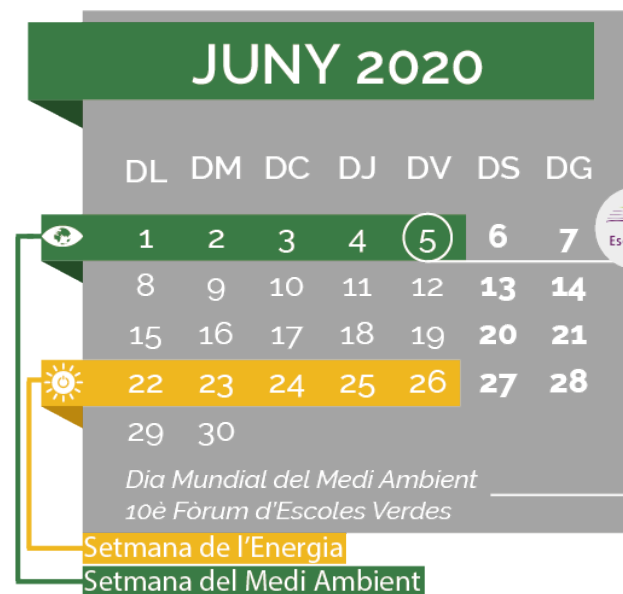 JUNY 2020
DL DM DC DJ DV DS DG
1 2 3 4 5 6 7
8 9 10 11 12 13 14
15 16 17 18 19 20 21
22 23 24 25 26 27 28
29 30
Dia Mundial del Medi Ambient
10è Fòrum d'Escoles Verdes
Setmana de l'Energia
Setmana del Medi Ambient